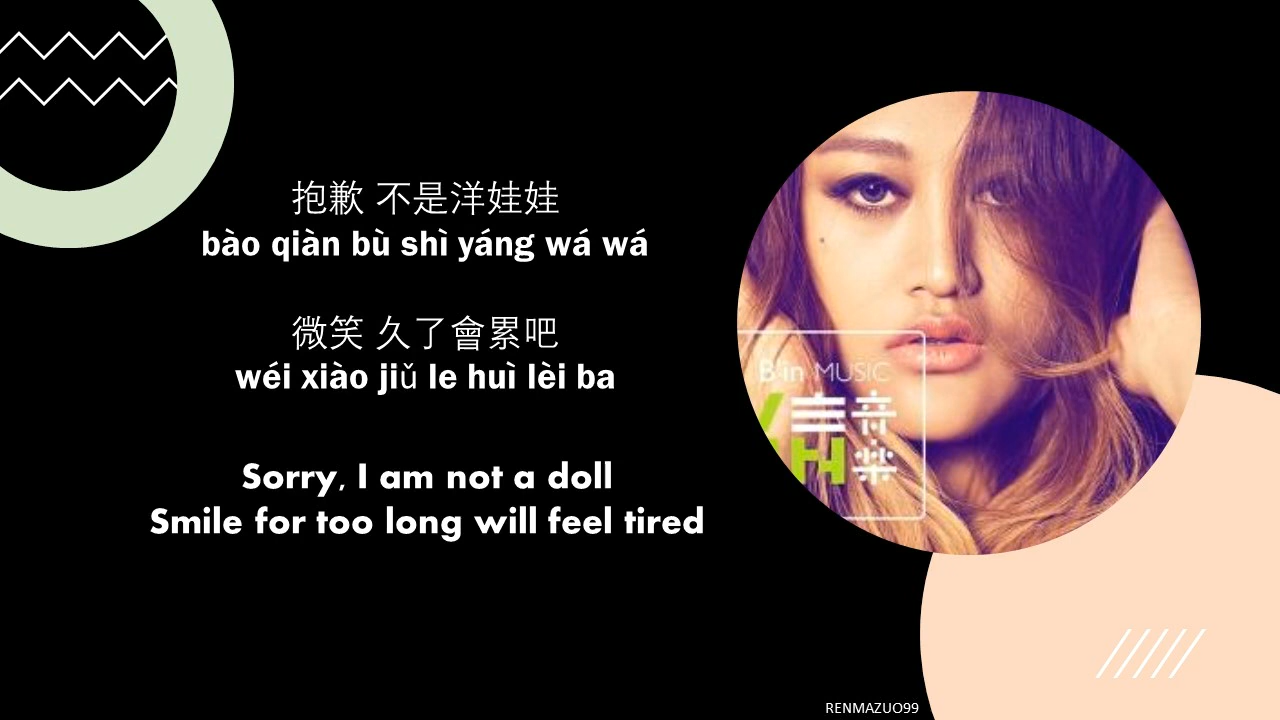 抱歉 不是洋娃娃
bào qiàn bù shì yáng wá wá
微笑 久了會累吧
wéi xiào jiǔ le huì lèi ba
Sorry, I am not a doll
Smile for too long will feel tired
B'in MUSIC
音樂
RENMAZUO99